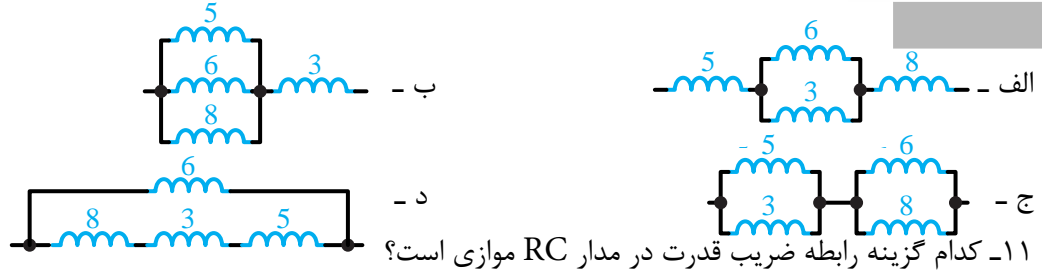 الف ـ 5 6 3 8
ب ـ 5 6 8 3
ج ـ 5 3 6 8
د ـ 6 8 3 5
۱۱ـ کدام گزینه رابطه ضریب قدرت در مدار RC موازی است؟